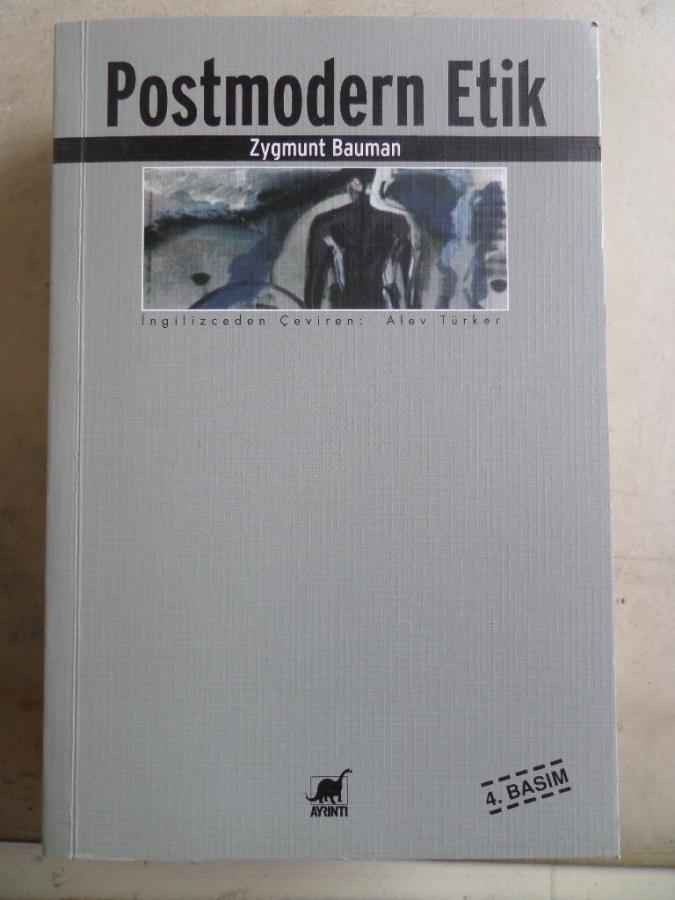 Postmodern Etik
Zygmunt Bauman
İngilizceden Çeviren: Alev Türker
AYRINTI
4. BASIM